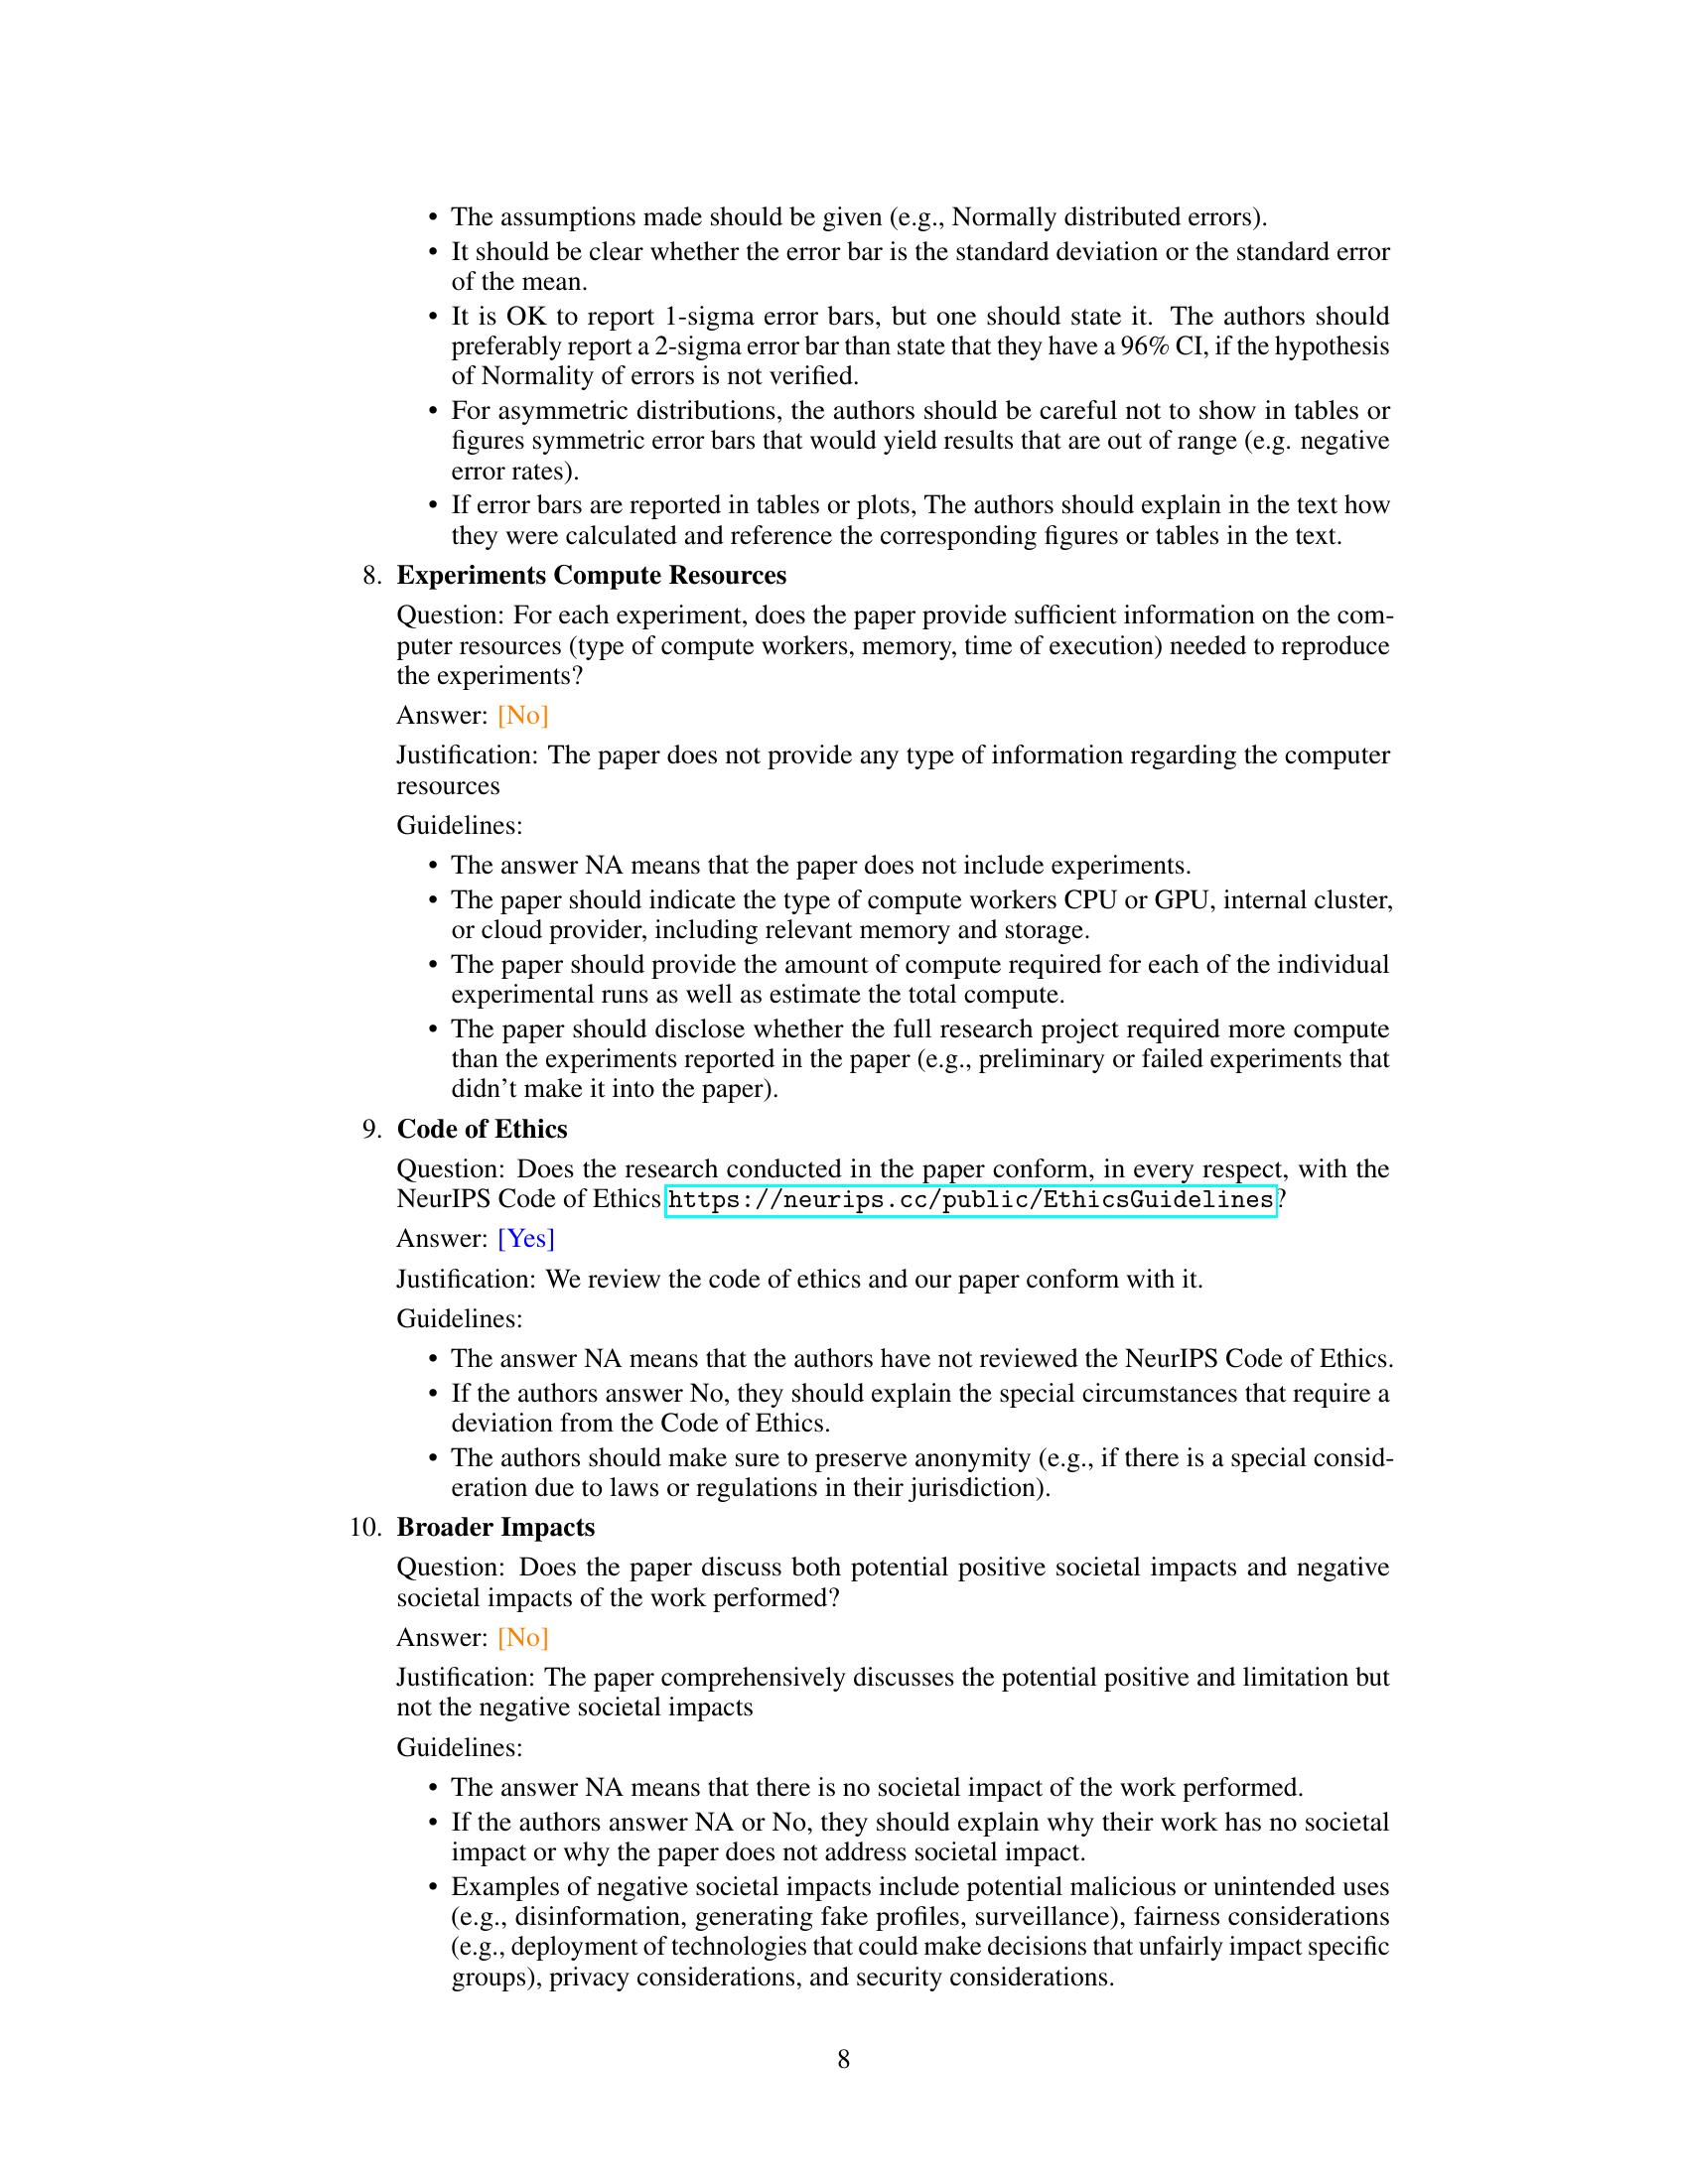 • The assumptions made should be given (e.g., Normally distributed errors).
• It should be clear whether the error bar is the standard deviation or the standard error
of the mean.
• It is OK to report 1-sigma error bars, but one should state it. The authors should
preferably report a 2-sigma error bar than state that they have a 96% CI, if the hypothesis
of Normality of errors is not verified.
• For asymmetric distributions, the authors should be careful not to show in tables or
figures symmetric error bars that would yield results that are out of range (e.g. negative
error rates).
• If error bars are reported in tables or plots, The authors should explain in the text how
they were calculated and reference the corresponding figures or tables in the text.
8. Experiments Compute Resources
Question: For each experiment, does the paper provide sufficient information on the com-
puter resources (type of compute workers, memory, time of execution) needed to reproduce
the experiments?
Answer: [No]
Justification: The paper does not provide any type of information regarding the computer
resources
Guidelines:
• The answer NA means that the paper does not include experiments.
• The paper should indicate the type of compute workers CPU or GPU, internal cluster,
or cloud provider, including relevant memory and storage.
• The paper should provide the amount of compute required for each of the individual
experimental runs as well as estimate the total compute.
• The paper should disclose whether the full research project required more compute
than the experiments reported in the paper (e.g., preliminary or failed experiments that
didn't make it into the paper).
9. Code of Ethics
Question: Does the research conducted in the paper conform, in every respect, with the
NeurIPS Code of Ethics https://neurips.cc/public/EthicsGuidelines?
Answer: [Yes]
Justification: We review the code of ethics and our paper conform with it.
Guidelines:
• The answer NA means that the authors have not reviewed the NeurIPS Code of Ethics.
• If the authors answer No, they should explain the special circumstances that require a
deviation from the Code of Ethics.
• The authors should make sure to preserve anonymity (e.g., if there is a special consid-
eration due to laws or regulations in their jurisdiction).
10. Broader Impacts
Question: Does the paper discuss both potential positive societal impacts and negative
societal impacts of the work performed?
Answer: [No]
Justification: The paper comprehensively discusses the potential positive and limitation but
not the negative societal impacts
Guidelines:
• The answer NA means that there is no societal impact of the work performed.
• If the authors answer NA or No, they should explain why their work has no societal
impact or why the paper does not address societal impact.
• Examples of negative societal impacts include potential malicious or unintended uses
(e.g., disinformation, generating fake profiles, surveillance), fairness considerations
(e.g., deployment of technologies that could make decisions that unfairly impact specific
groups), privacy considerations, and security considerations.
8